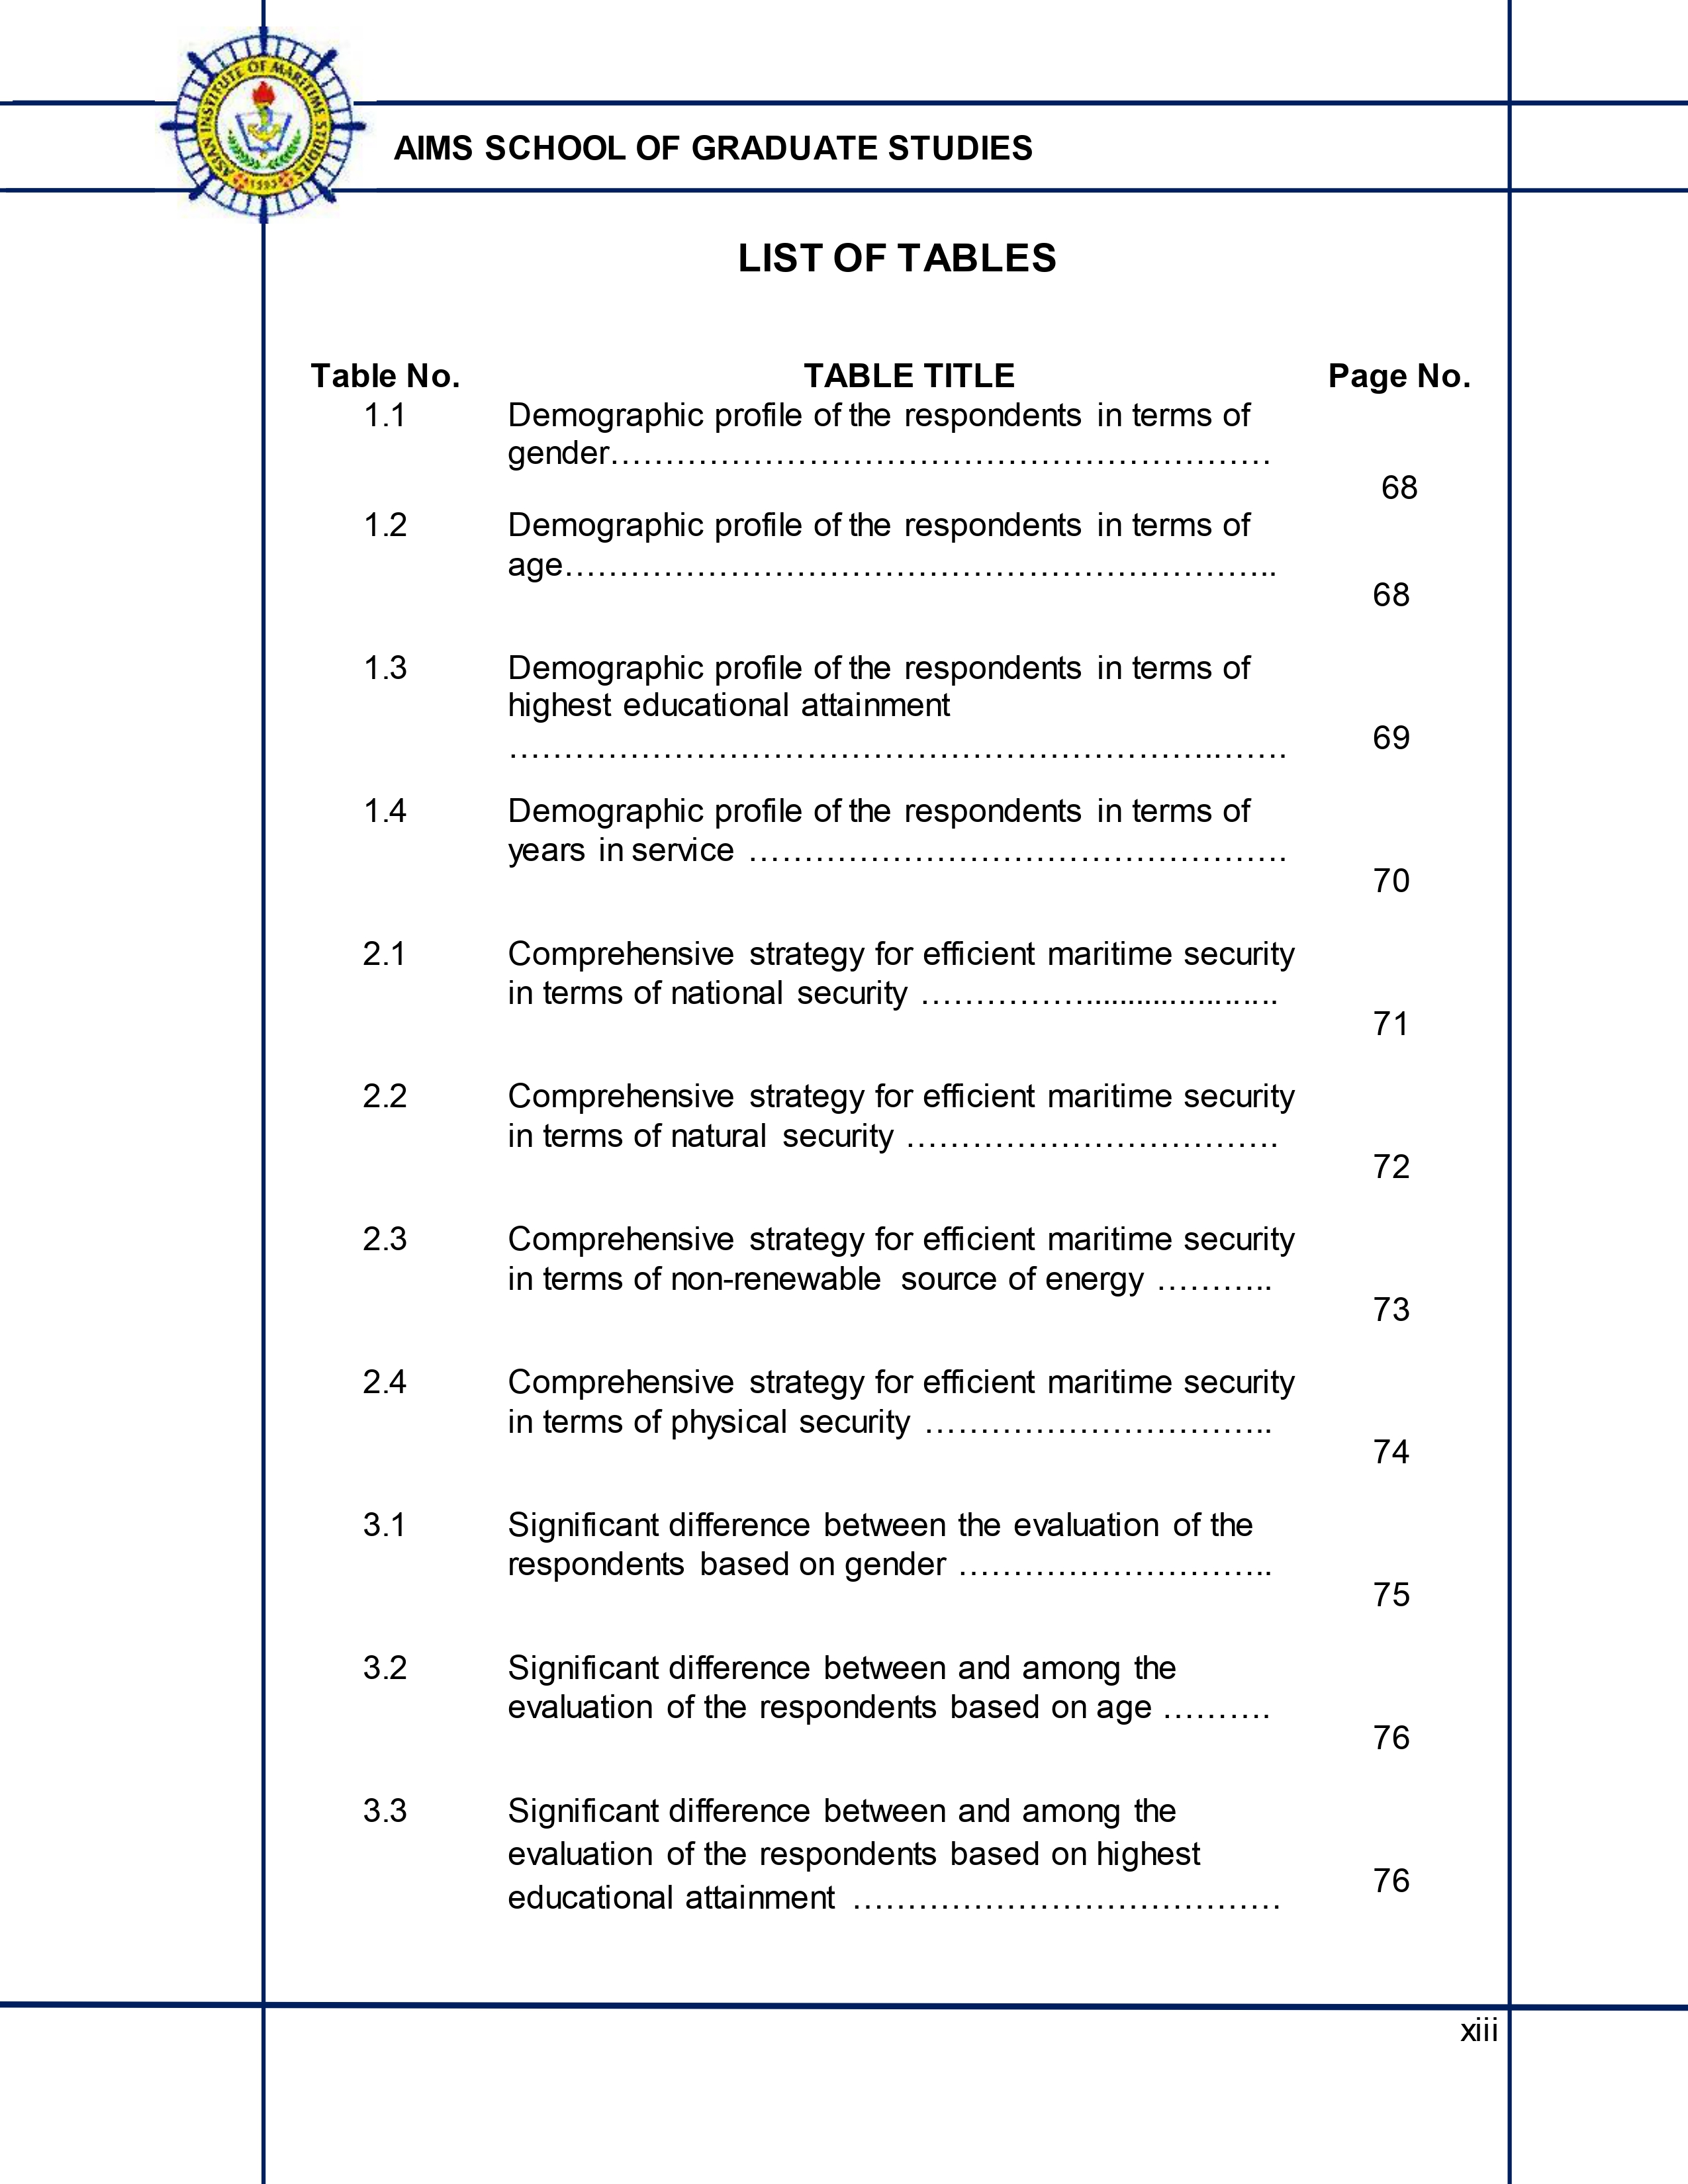 ASIAN INSTITUTE OF MARITIME STUDIES
1993
AIMS SCHOOL OF GRADUATE STUDIES
LIST OF TABLES
Table No. TABLE TITLE Page No.
1.1 Demographic profile of the respondents in terms of
gender……………………………………………………
68
1.2 Demographic profile of the respondents in terms of
age………………………………………………………..
68
1.3 Demographic profile of the respondents in terms of
highest educational attainment
………………………………………………………..…….
69
1.4 Demographic profile of the respondents in terms of
years in service ………………………………………….
70
2.1 Comprehensive strategy for efficient maritime security
in terms of national security ……………......................
71
2.2 Comprehensive strategy for efficient maritime security
in terms of natural security …………………………….
72
2.3 Comprehensive strategy for efficient maritime security
in terms of non-renewable source of energy ………..
73
2.4 Comprehensive strategy for efficient maritime security
in terms of physical security …………………………..
74
3.1 Significant difference between the evaluation of the
respondents based on gender ………………………..
75
3.2 Significant difference between and among the
evaluation of the respondents based on age ……….
76
3.3 Significant difference between and among the
evaluation of the respondents based on highest
educational attainment …………………………………
76
xiii